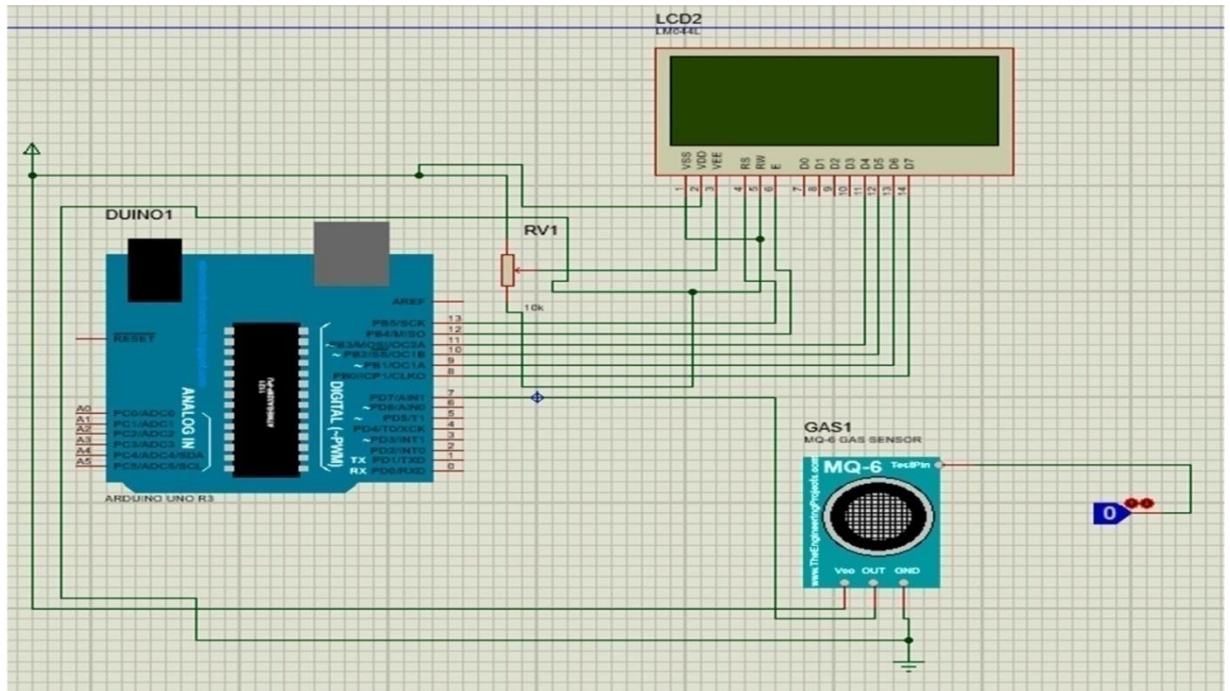 LCD2
LM044L
VSS
VDD
VEE
RS
RW
E
D0
D1
D2
D3
D4
D5
D6
D7
1
2
3
4
5
6
7
8
9
10
11
12
13
14
DUINO1
RV1
10k
AREF
RESET
PB5/SCK
13
PB4/MISO
12
~PB3/MOSI/OC2A
11
~PB2/SS/OC1B
10
~PB1/OC1A
9
PB0/ICP1/CLKO
8
PD7/AIN1
7
~PD6/AIN0
6
~PD5/T1
5
PD4/T0/XCK
4
~PD3/INT1
3
PD2/INT0
2
TX PD1/TXD
1
RX PD0/RXD
0
A0 PC0/ADC0
A1 PC1/ADC1
A2 PC2/ADC2
A3 PC3/ADC3
A4 PC4/ADC4/SDA
A5 PC5/ADC5/SCL
ANALOG IN
DIGITAL (~PWM)
1121
ATMEGA328P-PU
ARDUINO UNO R3
GAS1
MQ-6 GAS SENSOR
MQ-6
TestPin
www.TheEngineeringProjects.com
Vcc OUT GND
0